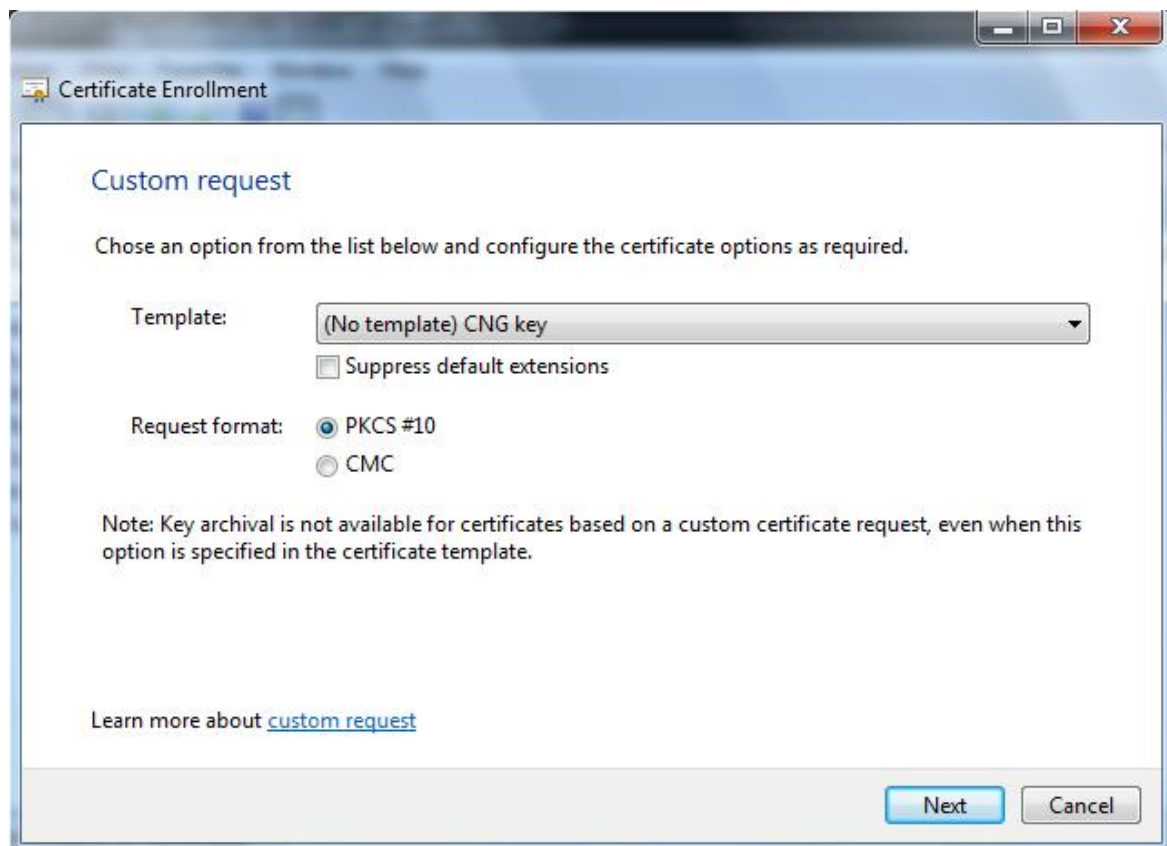 Certificate Enrollment
Custom request
Chose an option from the list below and configure the certificate options as required.
Template: (No template) CNG key
Suppress default extensions
Request format: PKCS #10
CMC
Note: Key archival is not available for certificates based on a custom certificate request, even when this
option is specified in the certificate template.
Learn more about custom request
Next Cancel